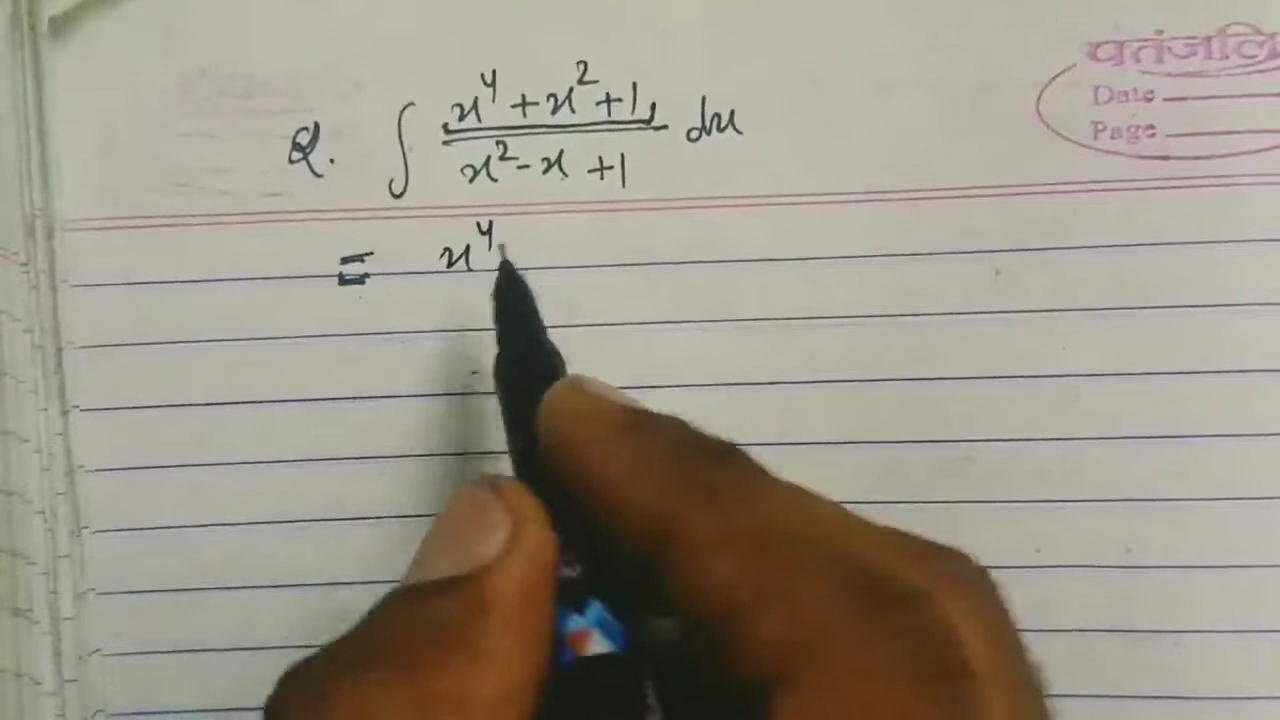 पतंजलि
Date
Page
Q. ∫ (x⁴ + x² + 1) / (x² - x + 1) dx
= x⁴